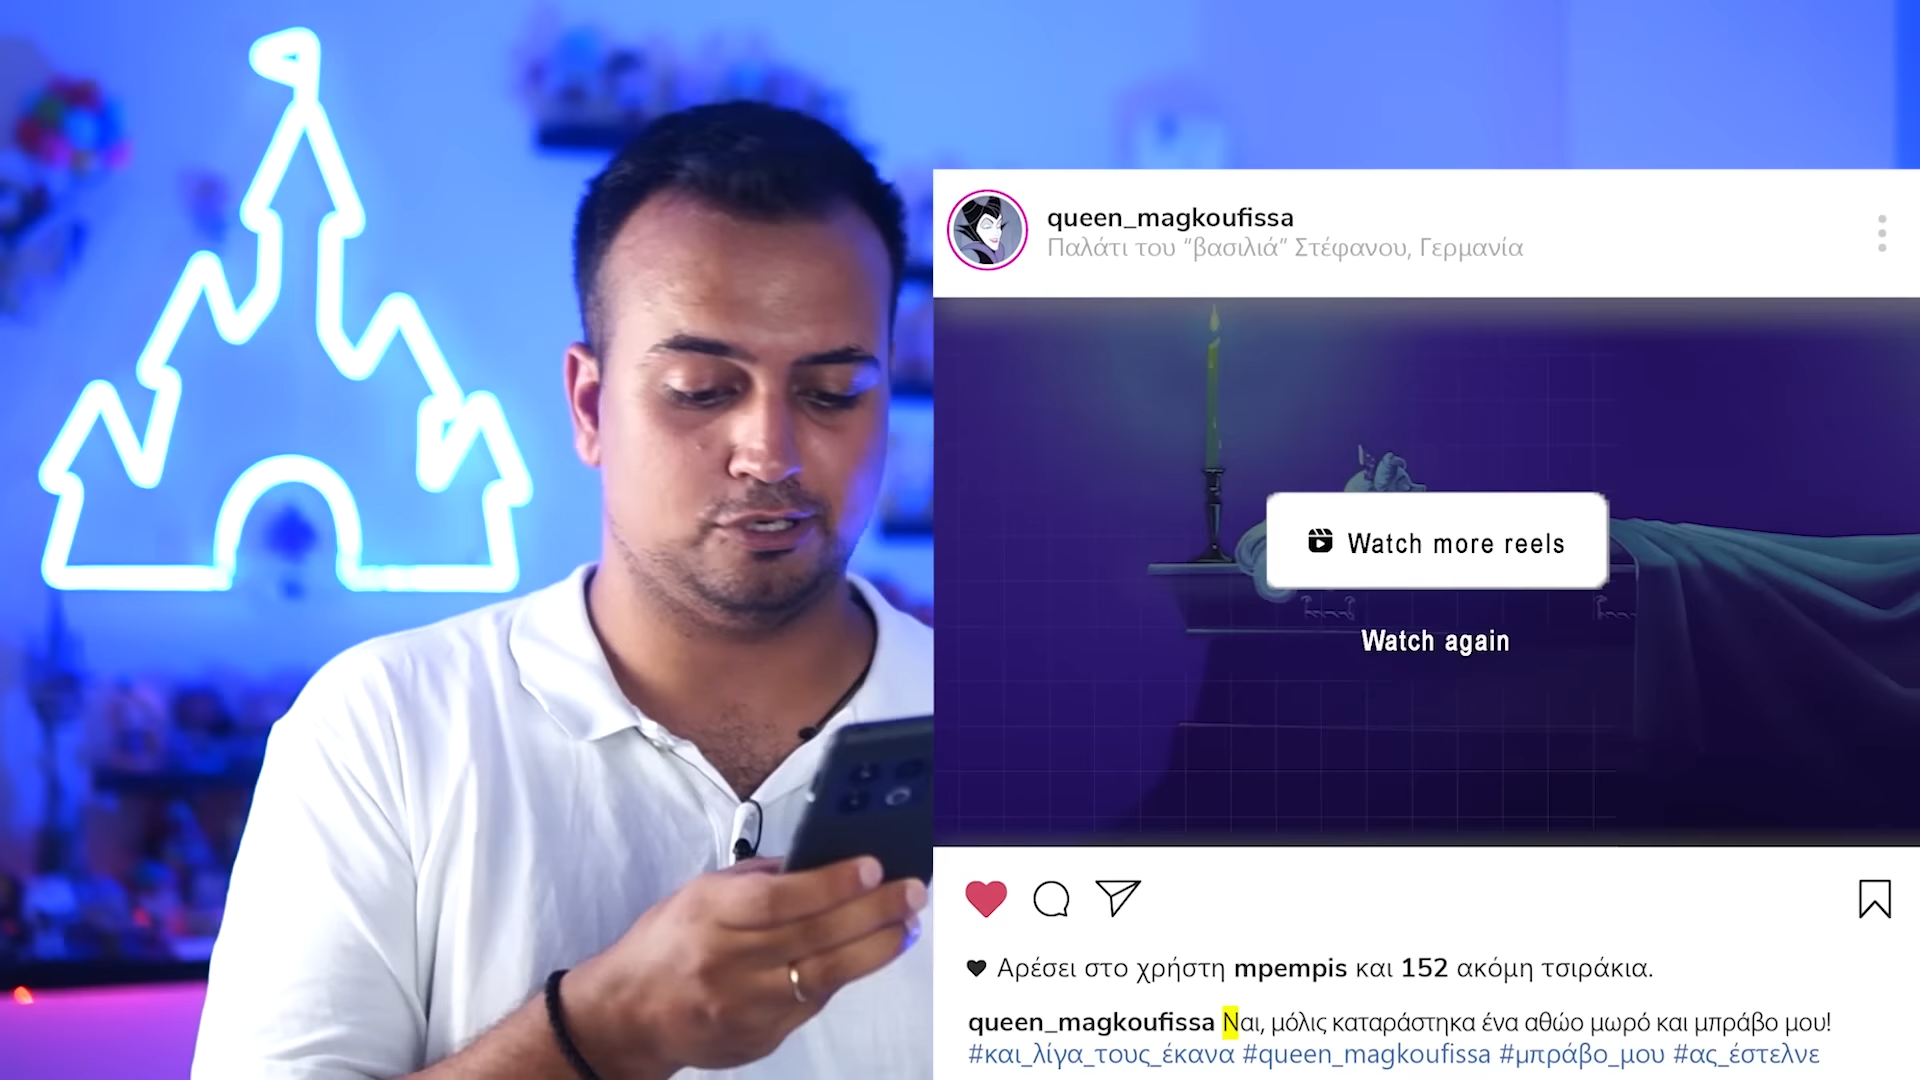 queen_magkoufissa
Παλάτι του “βασιλιά” Στέφανου, Γερμανία
Watch more reels
Watch again
Αρέσει στο χρήστη mpempis και 152 ακόμη τσιράκια.
queen_magkoufissa Ναι, μόλις καταράστηκα ένα αθώο μωρό και μπράβο μου!
#και_λίγα_τους_έκανα #queen_magkoufissa #μπράβο_μου #ας_έστελνε